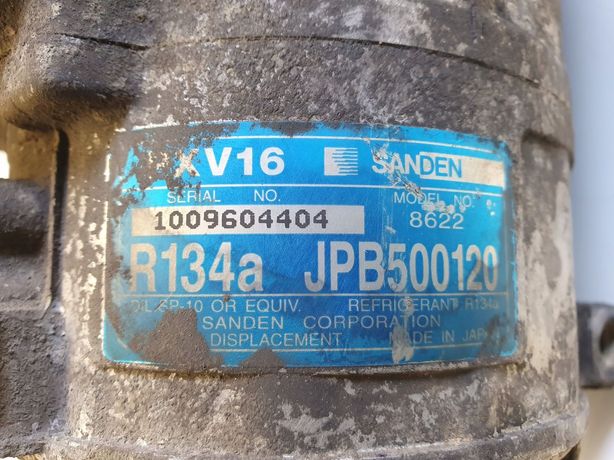 XV16 SANDEN
SERIAL NO. MODEL NO.
1009604404 8622
R134a JPB500120
OIL SP-10 OR EQUIV. REFRIGERANT R134a
SANDEN CORPORATION
DISPLACEMENT MADE IN JAPAN